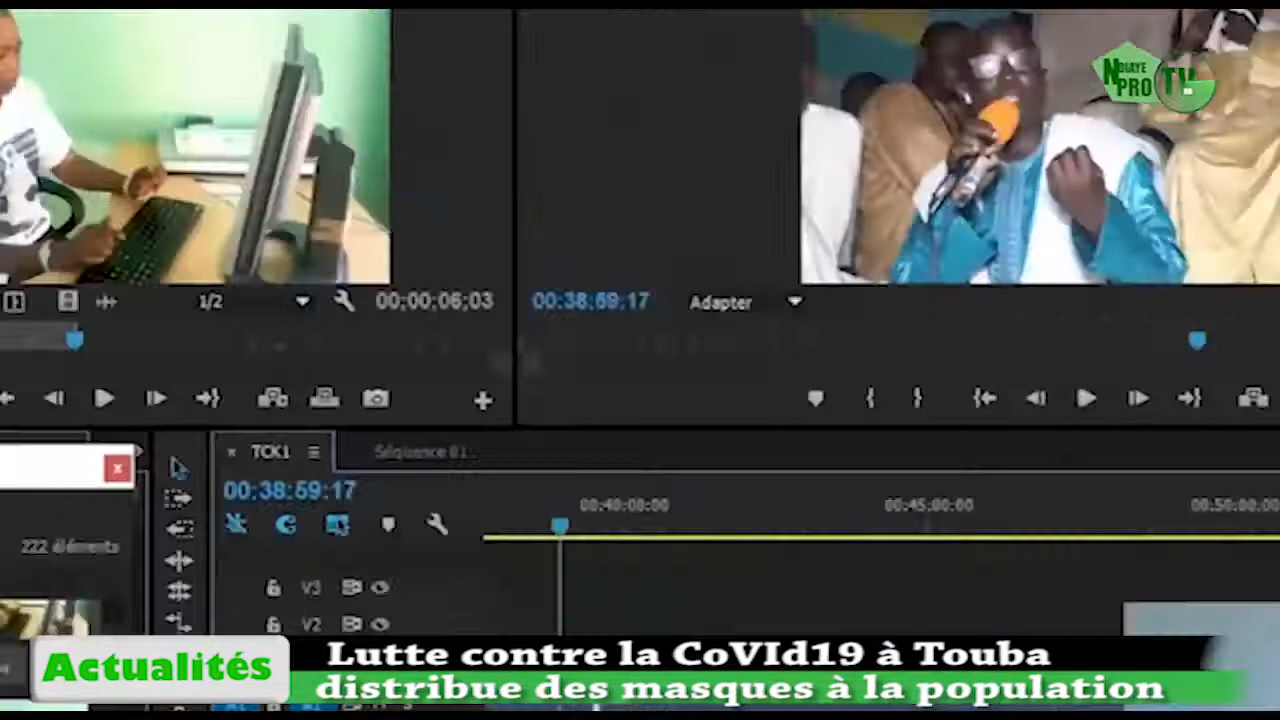 NDIAYE
PRO TV
1/2
00;00;06;03
00:38:59:17
Adapter
TCK1
Séquence 01
00:38:59:17
00:40:00:00
00:45:00:00
00:50:00:00
222 éléments
V3
V2
Actualités
Lutte contre la CoVId19 à Touba
distribue des masques à la population